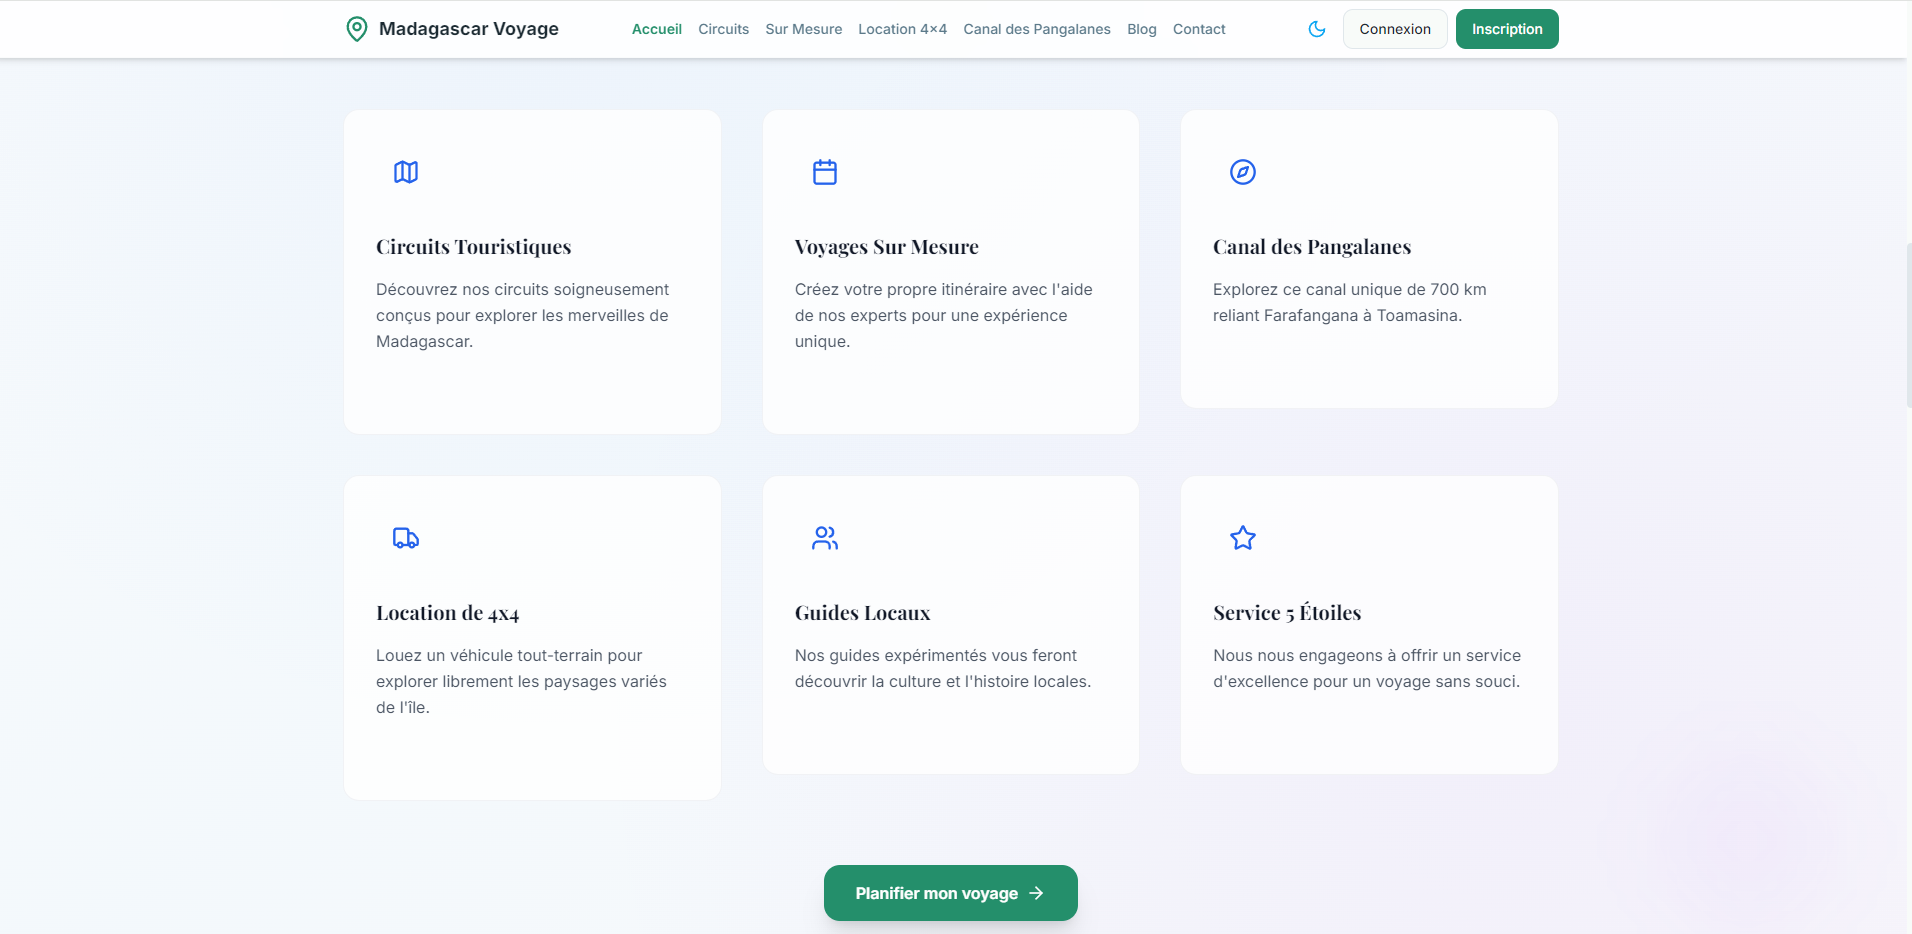 Madagascar Voyage
Accueil
Circuits
Sur Mesure
Location 4×4
Canal des Pangalanes
Blog
Contact
Connexion
Inscription
Circuits Touristiques
Découvrez nos circuits soigneusement
conçus pour explorer les merveilles de
Madagascar.
Voyages Sur Mesure
Créez votre propre itinéraire avec l'aide
de nos experts pour une expérience
unique.
Canal des Pangalanes
Explorez ce canal unique de 700 km
reliant Farafangana à Toamasina.
Location de 4x4
Louez un véhicule tout-terrain pour
explorer librement les paysages variés
de l'île.
Guides Locaux
Nos guides expérimentés vous feront
découvrir la culture et l'histoire locales.
Service 5 Étoiles
Nous nous engageons à offrir un service
d'excellence pour un voyage sans souci.
Planifier mon voyage